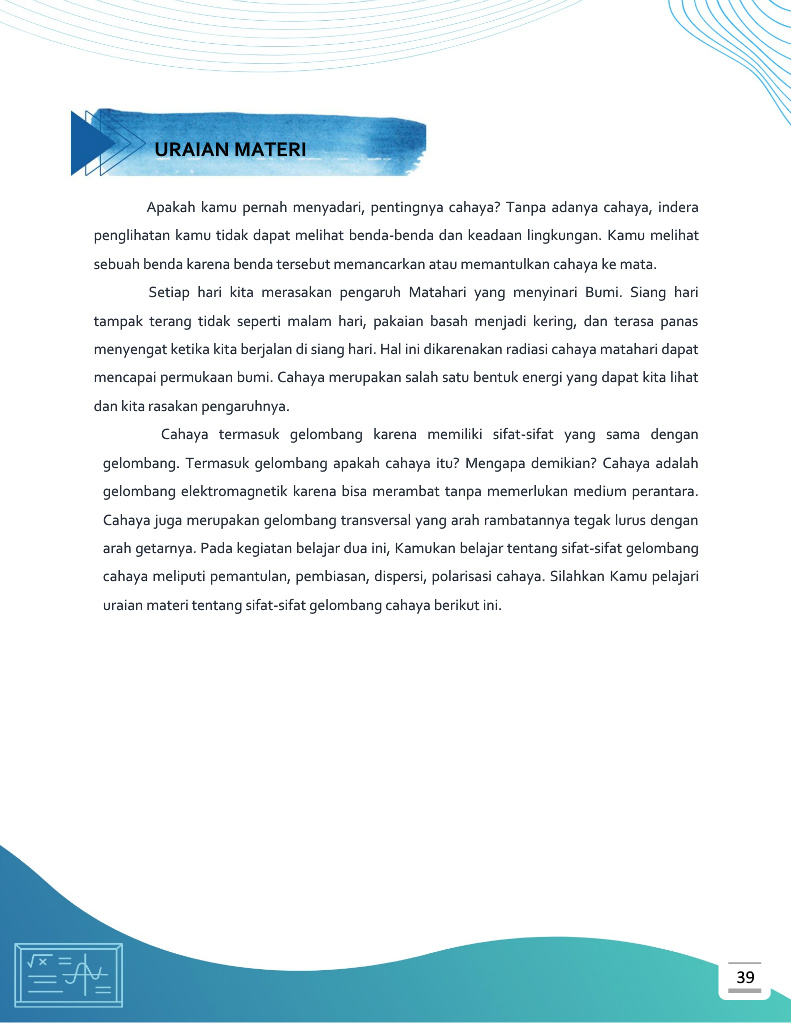 URAIAN MATERI
Apakah kamu pernah menyadari, pentingnya cahaya? Tanpa adanya cahaya, indera
penglihatan kamu tidak dapat melihat benda-benda dan keadaan lingkungan. Kamu melihat
sebuah benda karena benda tersebut memancarkan atau memantulkan cahaya ke mata.
Setiap hari kita merasakan pengaruh Matahari yang menyinari Bumi. Siang hari
tampak terang tidak seperti malam hari, pakaian basah menjadi kering, dan terasa panas
menyengat ketika kita berjalan di siang hari. Hal ini dikarenakan radiasi cahaya matahari dapat
mencapai permukaan bumi. Cahaya merupakan salah satu bentuk energi yang dapat kita lihat
dan kita rasakan pengaruhnya.
Cahaya termasuk gelombang karena memiliki sifat-sifat yang sama dengan
gelombang. Termasuk gelombang apakah cahaya itu? Mengapa demikian? Cahaya adalah
gelombang elektromagnetik karena bisa merambat tanpa memerlukan medium perantara.
Cahaya juga merupakan gelombang transversal yang arah rambatannya tegak lurus dengan
arah getarnya. Pada kegiatan belajar dua ini, Kamukan belajar tentang sifat-sifat gelombang
cahaya meliputi pemantulan, pembiasan, dispersi, polarisasi cahaya. Silahkan Kamu pelajari
uraian materi tentang sifat-sifat gelombang cahaya berikut ini.
√x
39